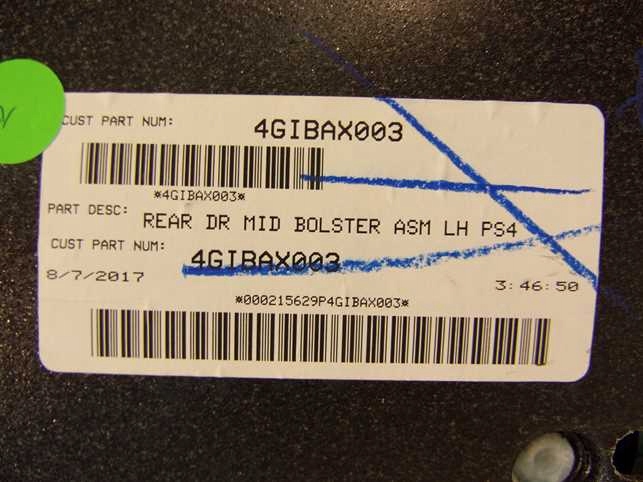 CUST PART NUM: 4GIBAX003
*4GIBAX003*
PART DESC: REAR DR MID BOLSTER ASM LH PS4
CUST PART NUM: 4GIBAX003
8/7/2017 3:46:50
*000215629P4GIBAX003*